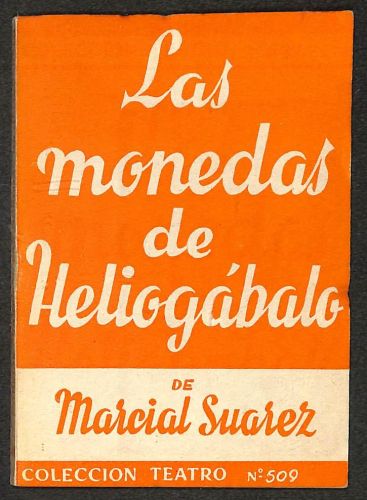 Las
monedas
de
Heliogábalo
DE
Marcial Suarez
COLECCION TEATRO Nº 509